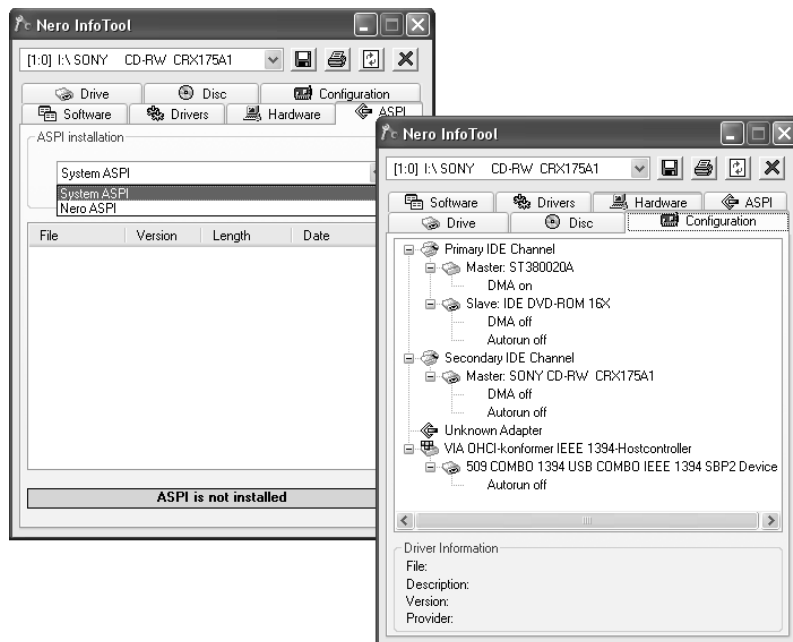 Nero InfoTool
[1:0] I:\ SONY CD-RW CRX175A1
Drive Disc Configuration
Software Drivers Hardware ASPI
ASPI installation
System ASPI
System ASPI
Nero ASPI
File Version Length Date
ASPI is not installed
Nero InfoTool
[1:0] I:\ SONY CD-RW CRX175A1
Software Drivers Hardware ASPI
Drive Disc Configuration
Primary IDE Channel
Master: ST380020A
DMA on
Slave: IDE DVD-ROM 16X
DMA off
Autorun off
Secondary IDE Channel
Master: SONY CD-RW CRX175A1
DMA off
Autorun off
Unknown Adapter
VIA OHCI-konformer IEEE 1394-Hostcontroller
509 COMBO 1394 USB COMBO IEEE 1394 SBP2 Device
Autorun off
Driver Information
File:
Description:
Version:
Provider: